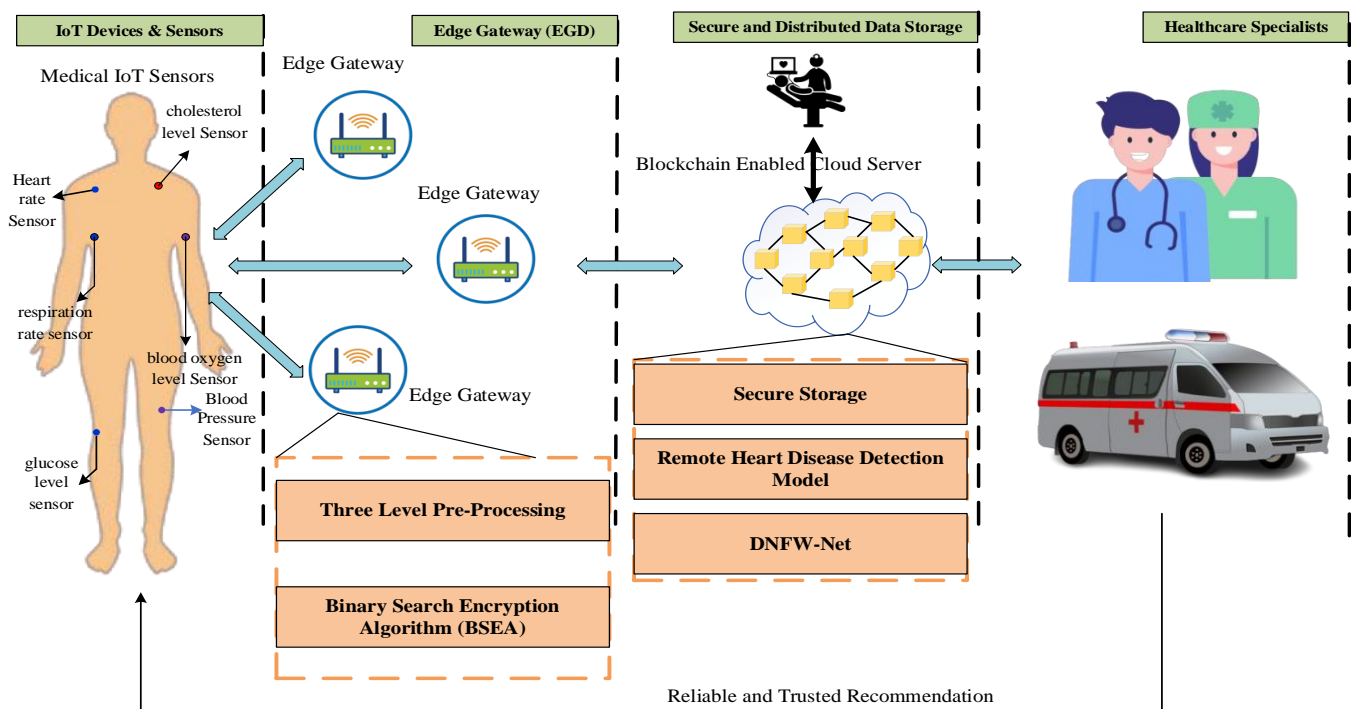 IoT Devices & Sensors
Edge Gateway (EGD)
Secure and Distributed Data Storage
Healthcare Specialists
Medical IoT Sensors
cholesterol
level Sensor
Heart
rate
Sensor
respiration
rate sensor
blood oxygen
level Sensor
Blood
Pressure
Sensor
glucose
level
sensor
Edge Gateway
Edge Gateway
Edge Gateway
Three Level Pre-Processing
Binary Search Encryption
Algorithm (BSEA)
Blockchain Enabled Cloud Server
Secure Storage
Remote Heart Disease Detection
Model
DNFW-Net
Reliable and Trusted Recommendation